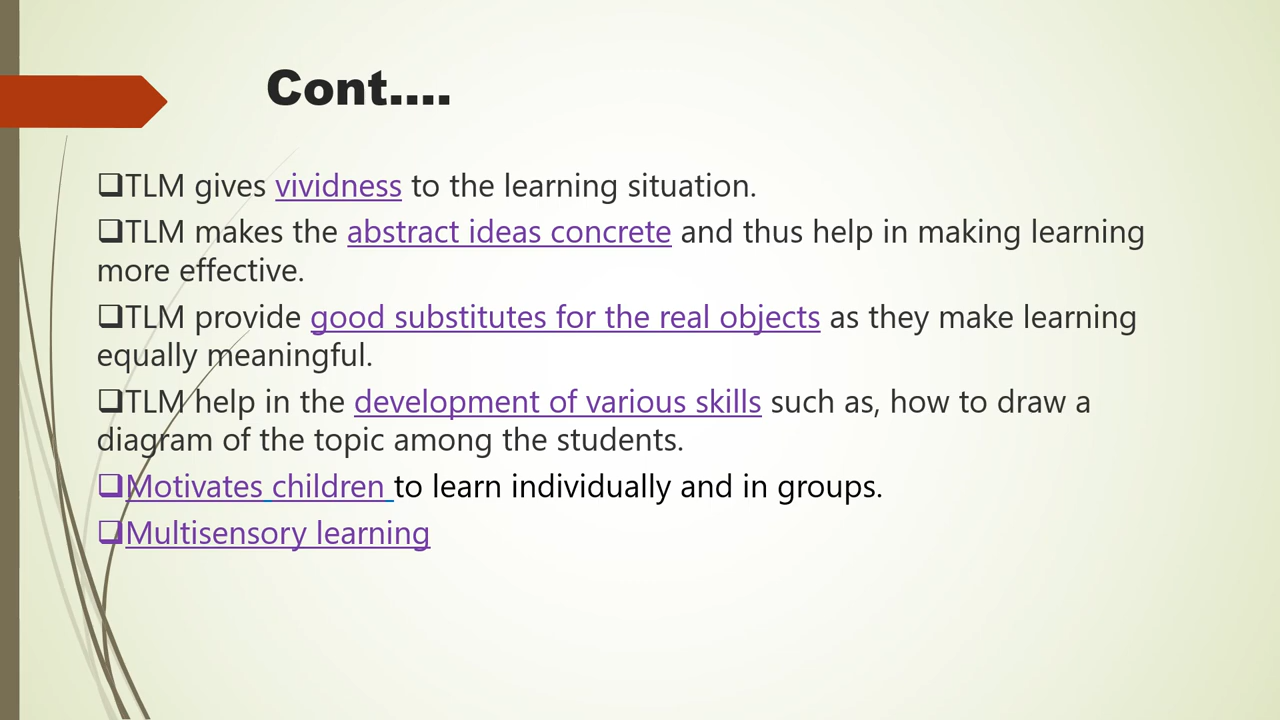 Cont....
❑TLM gives vividness to the learning situation.
❑TLM makes the abstract ideas concrete and thus help in making learning
more effective.
❑TLM provide good substitutes for the real objects as they make learning
equally meaningful.
❑TLM help in the development of various skills such as, how to draw a
diagram of the topic among the students.
❑Motivates children to learn individually and in groups.
❑Multisensory learning